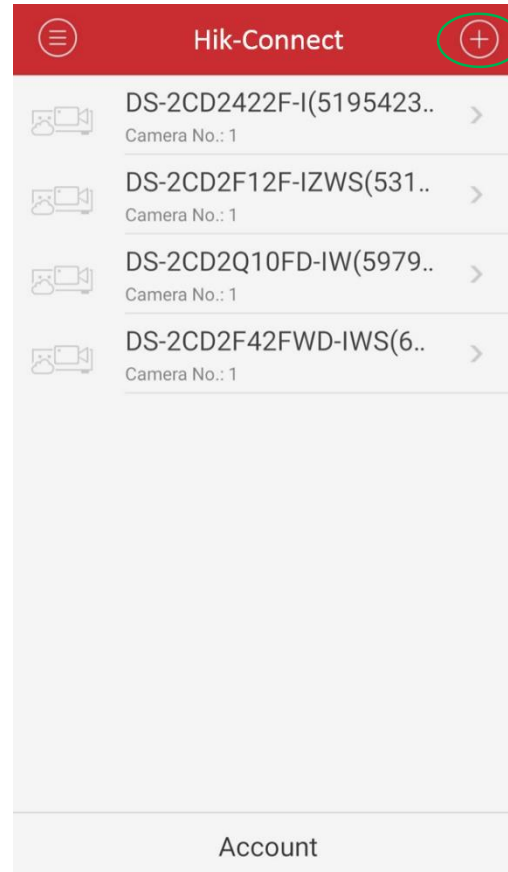 Hik-Connect
DS-2CD2422F-I(5195423..
Camera No.: 1
DS-2CD2F12F-IZWS(531..
Camera No.: 1
DS-2CD2Q10FD-IW(5979..
Camera No.: 1
DS-2CD2F42FWD-IWS(6..
Camera No.: 1
Account